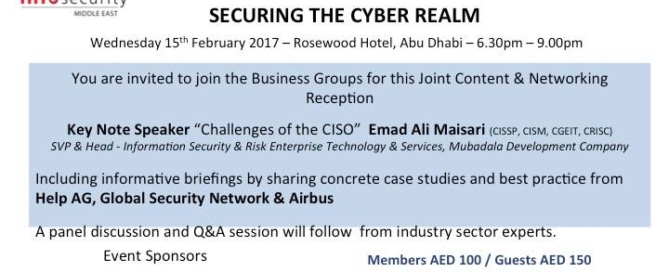 infosecurity
MIDDLE EAST
SECURING THE CYBER REALM
Wednesday 15th February 2017 – Rosewood Hotel, Abu Dhabi – 6.30pm – 9.00pm
You are invited to join the Business Groups for this Joint Content & Networking
Reception
Key Note Speaker “Challenges of the CISO” Emad Ali Maisari (CISSP, CISM, CGEIT, CRISC)
SVP & Head - Information Security & Risk Enterprise Technology & Services, Mubadala Development Company
Including informative briefings by sharing concrete case studies and best practice from
Help AG, Global Security Network & Airbus
A panel discussion and Q&A session will follow from industry sector experts.
Event Sponsors
Members AED 100 / Guests AED 150